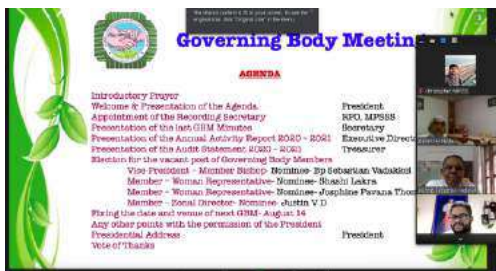 Governing Body Meetin
AGENDA
Introductory Prayer
Welcome & Presentation of the Agenda. President
Appointment of the Recording Secretary RPO, MPSSS
Presentation of the last GBM Minutes Secretary
Presentation of the Annual Activity Report 2020 - 2021 Executive Direct
Presentation of the Audit Statement 2020 - 2021 Treasurer
Election for the vacant post of Governing Body Members
Vice-President - Member Bishop- Nominee- Bp Sebastian Vadakkel
Member - Woman Representative- Nominee- Shashi Lakra
Member - Woman Representative- Nominee- Josphine Pavana Tho
Member - Zonal Director- Nominee- Justin V.D
Fixing the date and venue of next GBM- August 14
Any other points with the permission of the President
Presidential Address President
Vote of Thanks